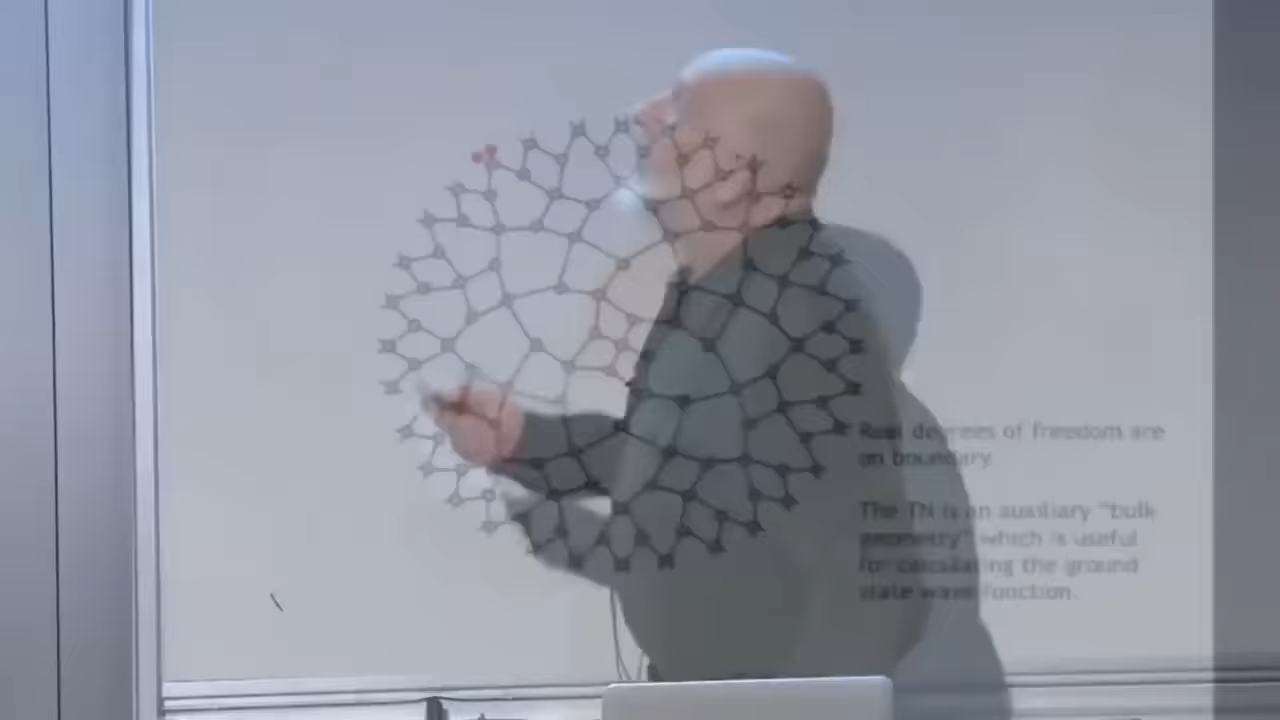 Real degrees of freedom are
on boundary.
The TN is an auxiliary "bulk
geometry" which is useful
for calculating the ground
state wave function.